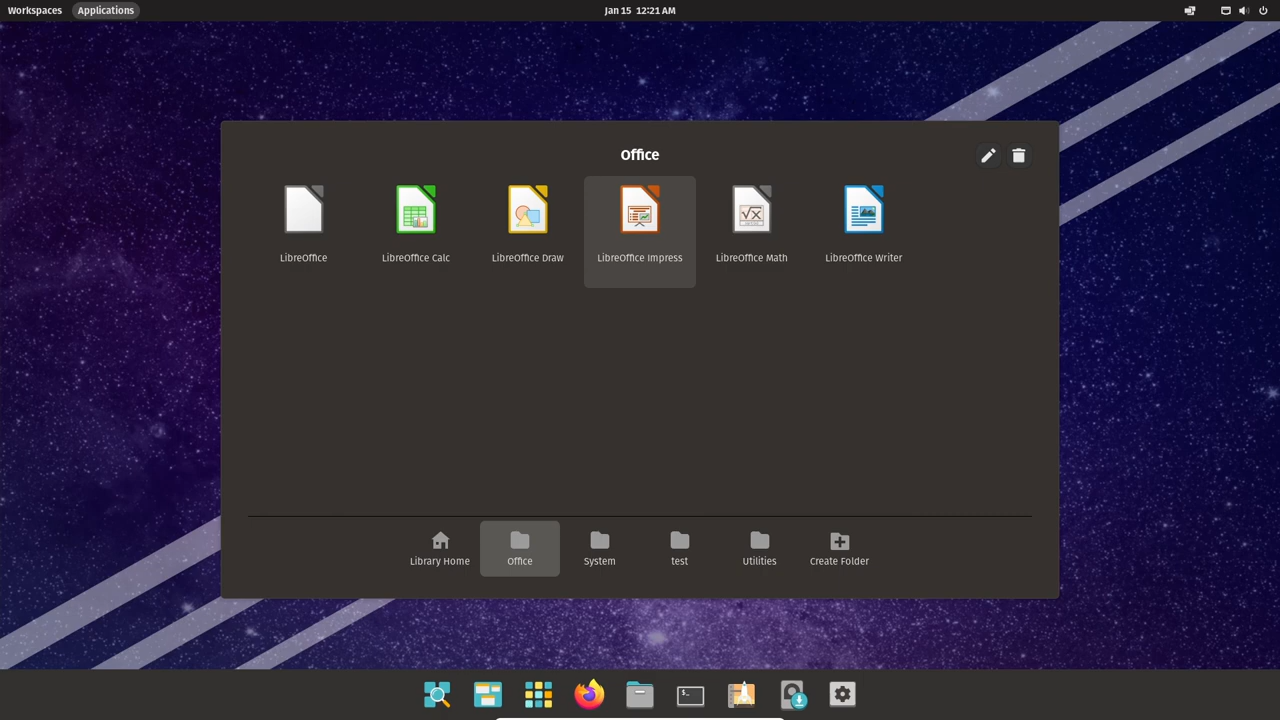 Workspaces Applications Jan 15 12:21 AM
Office
LibreOffice LibreOffice Calc LibreOffice Draw LibreOffice Impress LibreOffice Math LibreOffice Writer
Library Home Office System test Utilities Create Folder